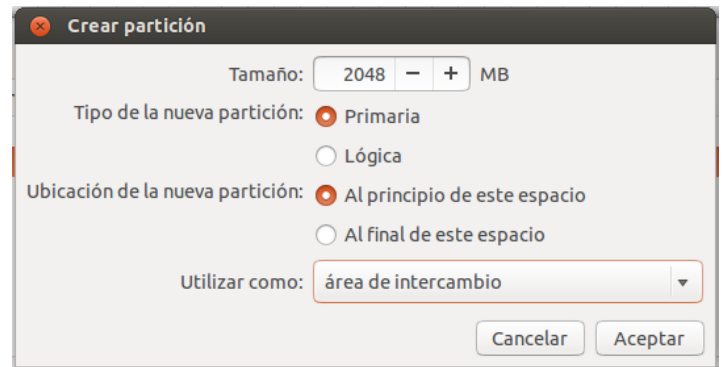 Crear partición
Tamaño: 2048 − + MB
Tipo de la nueva partición: Primaria
Lógica
Ubicación de la nueva partición: Al principio de este espacio
Al final de este espacio
Utilizar como: área de intercambio
Cancelar Aceptar